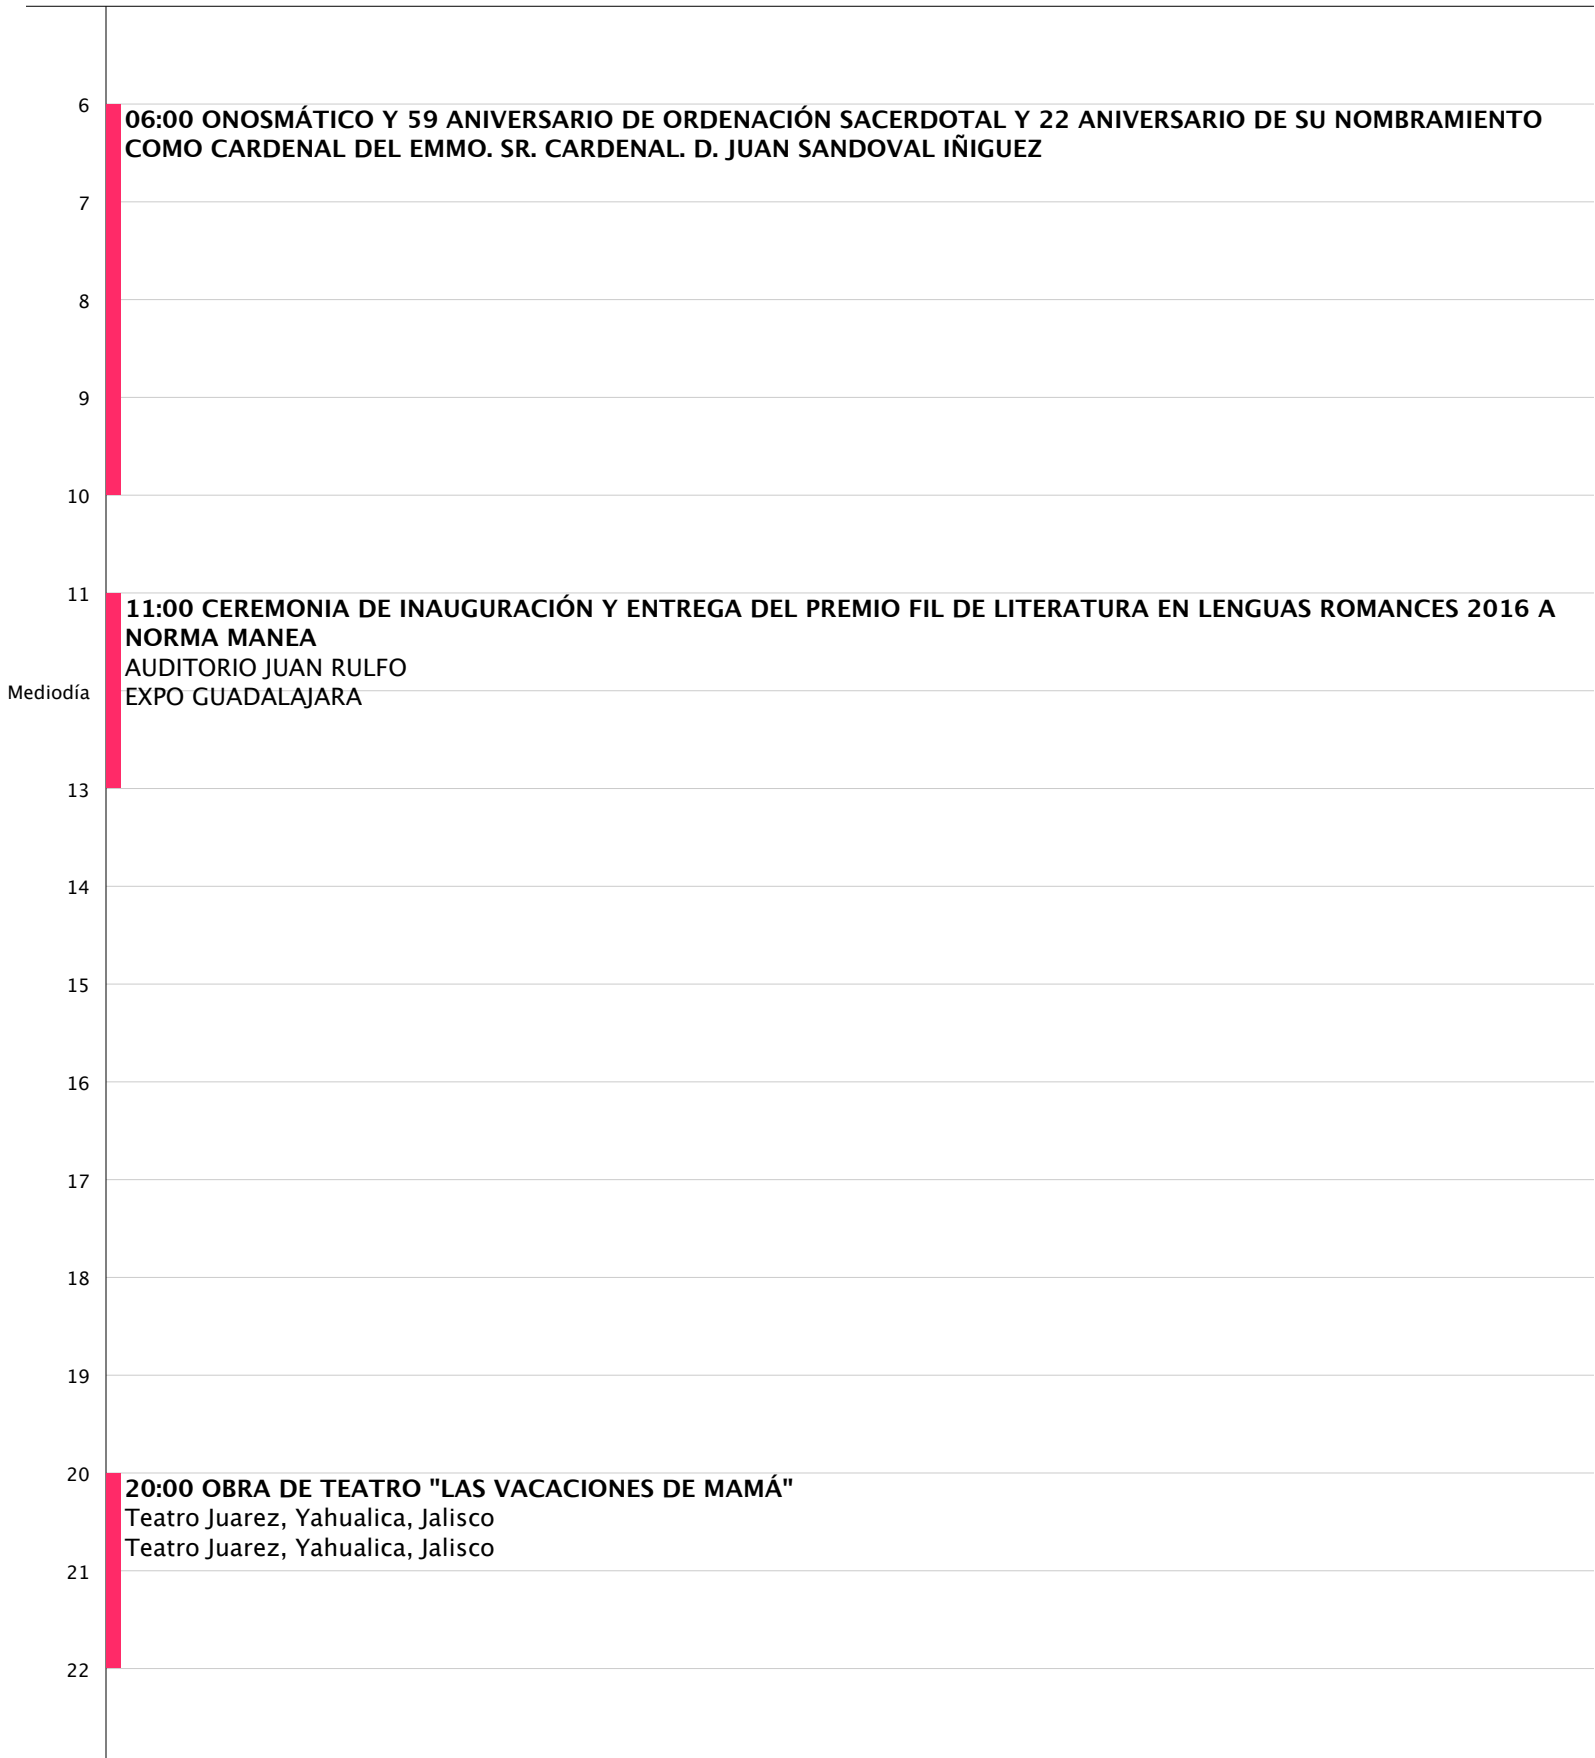 6
06:00 ONOSMÁTICO Y 59 ANIVERSARIO DE ORDENACIÓN SACERDOTAL Y 22 ANIVERSARIO DE SU NOMBRAMIENTO
COMO CARDENAL DEL EMMO. SR. CARDENAL. D. JUAN SANDOVAL IÑIGUEZ
7
8
9
10
11
11:00 CEREMONIA DE INAUGURACIÓN Y ENTREGA DEL PREMIO FIL DE LITERATURA EN LENGUAS ROMANCES 2016 A
NORMA MANEA
AUDITORIO JUAN RULFO
Mediodía
EXPO GUADALAJARA
13
14
15
16
17
18
19
20
20:00 OBRA DE TEATRO "LAS VACACIONES DE MAMÁ"
Teatro Juarez, Yahualica, Jalisco
Teatro Juarez, Yahualica, Jalisco
21
22